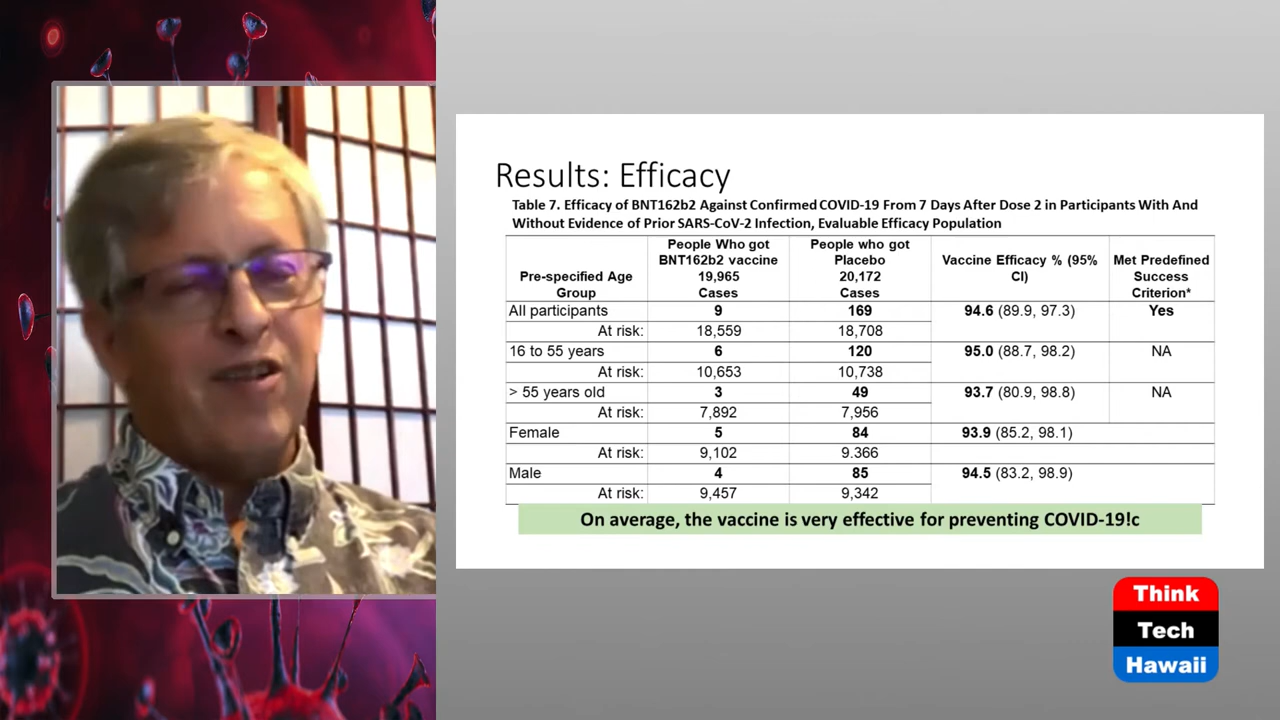 Results: Efficacy
Table 7. Efficacy of BNT162b2 Against Confirmed COVID-19 From 7 Days After Dose 2 in Participants With And
Without Evidence of Prior SARS-CoV-2 Infection, Evaluable Efficacy Population
Pre-specified Age
Group
People Who got
BNT162b2 vaccine
19,965
Cases
People who got
Placebo
20,172
Cases
Vaccine Efficacy % (95%
CI)
Met Predefined
Success
Criterion*
All participants 9 169 94.6 (89.9, 97.3) Yes
At risk: 18,559 18,708
16 to 55 years 6 120 95.0 (88.7, 98.2) NA
At risk: 10,653 10,738
> 55 years old 3 49 93.7 (80.9, 98.8) NA
At risk: 7,892 7,956
Female 5 84 93.9 (85.2, 98.1)
At risk: 9,102 9.366
Male 4 85 94.5 (83.2, 98.9)
At risk: 9,457 9,342
On average, the vaccine is very effective for preventing COVID-19!c
Think
Tech
Hawaii